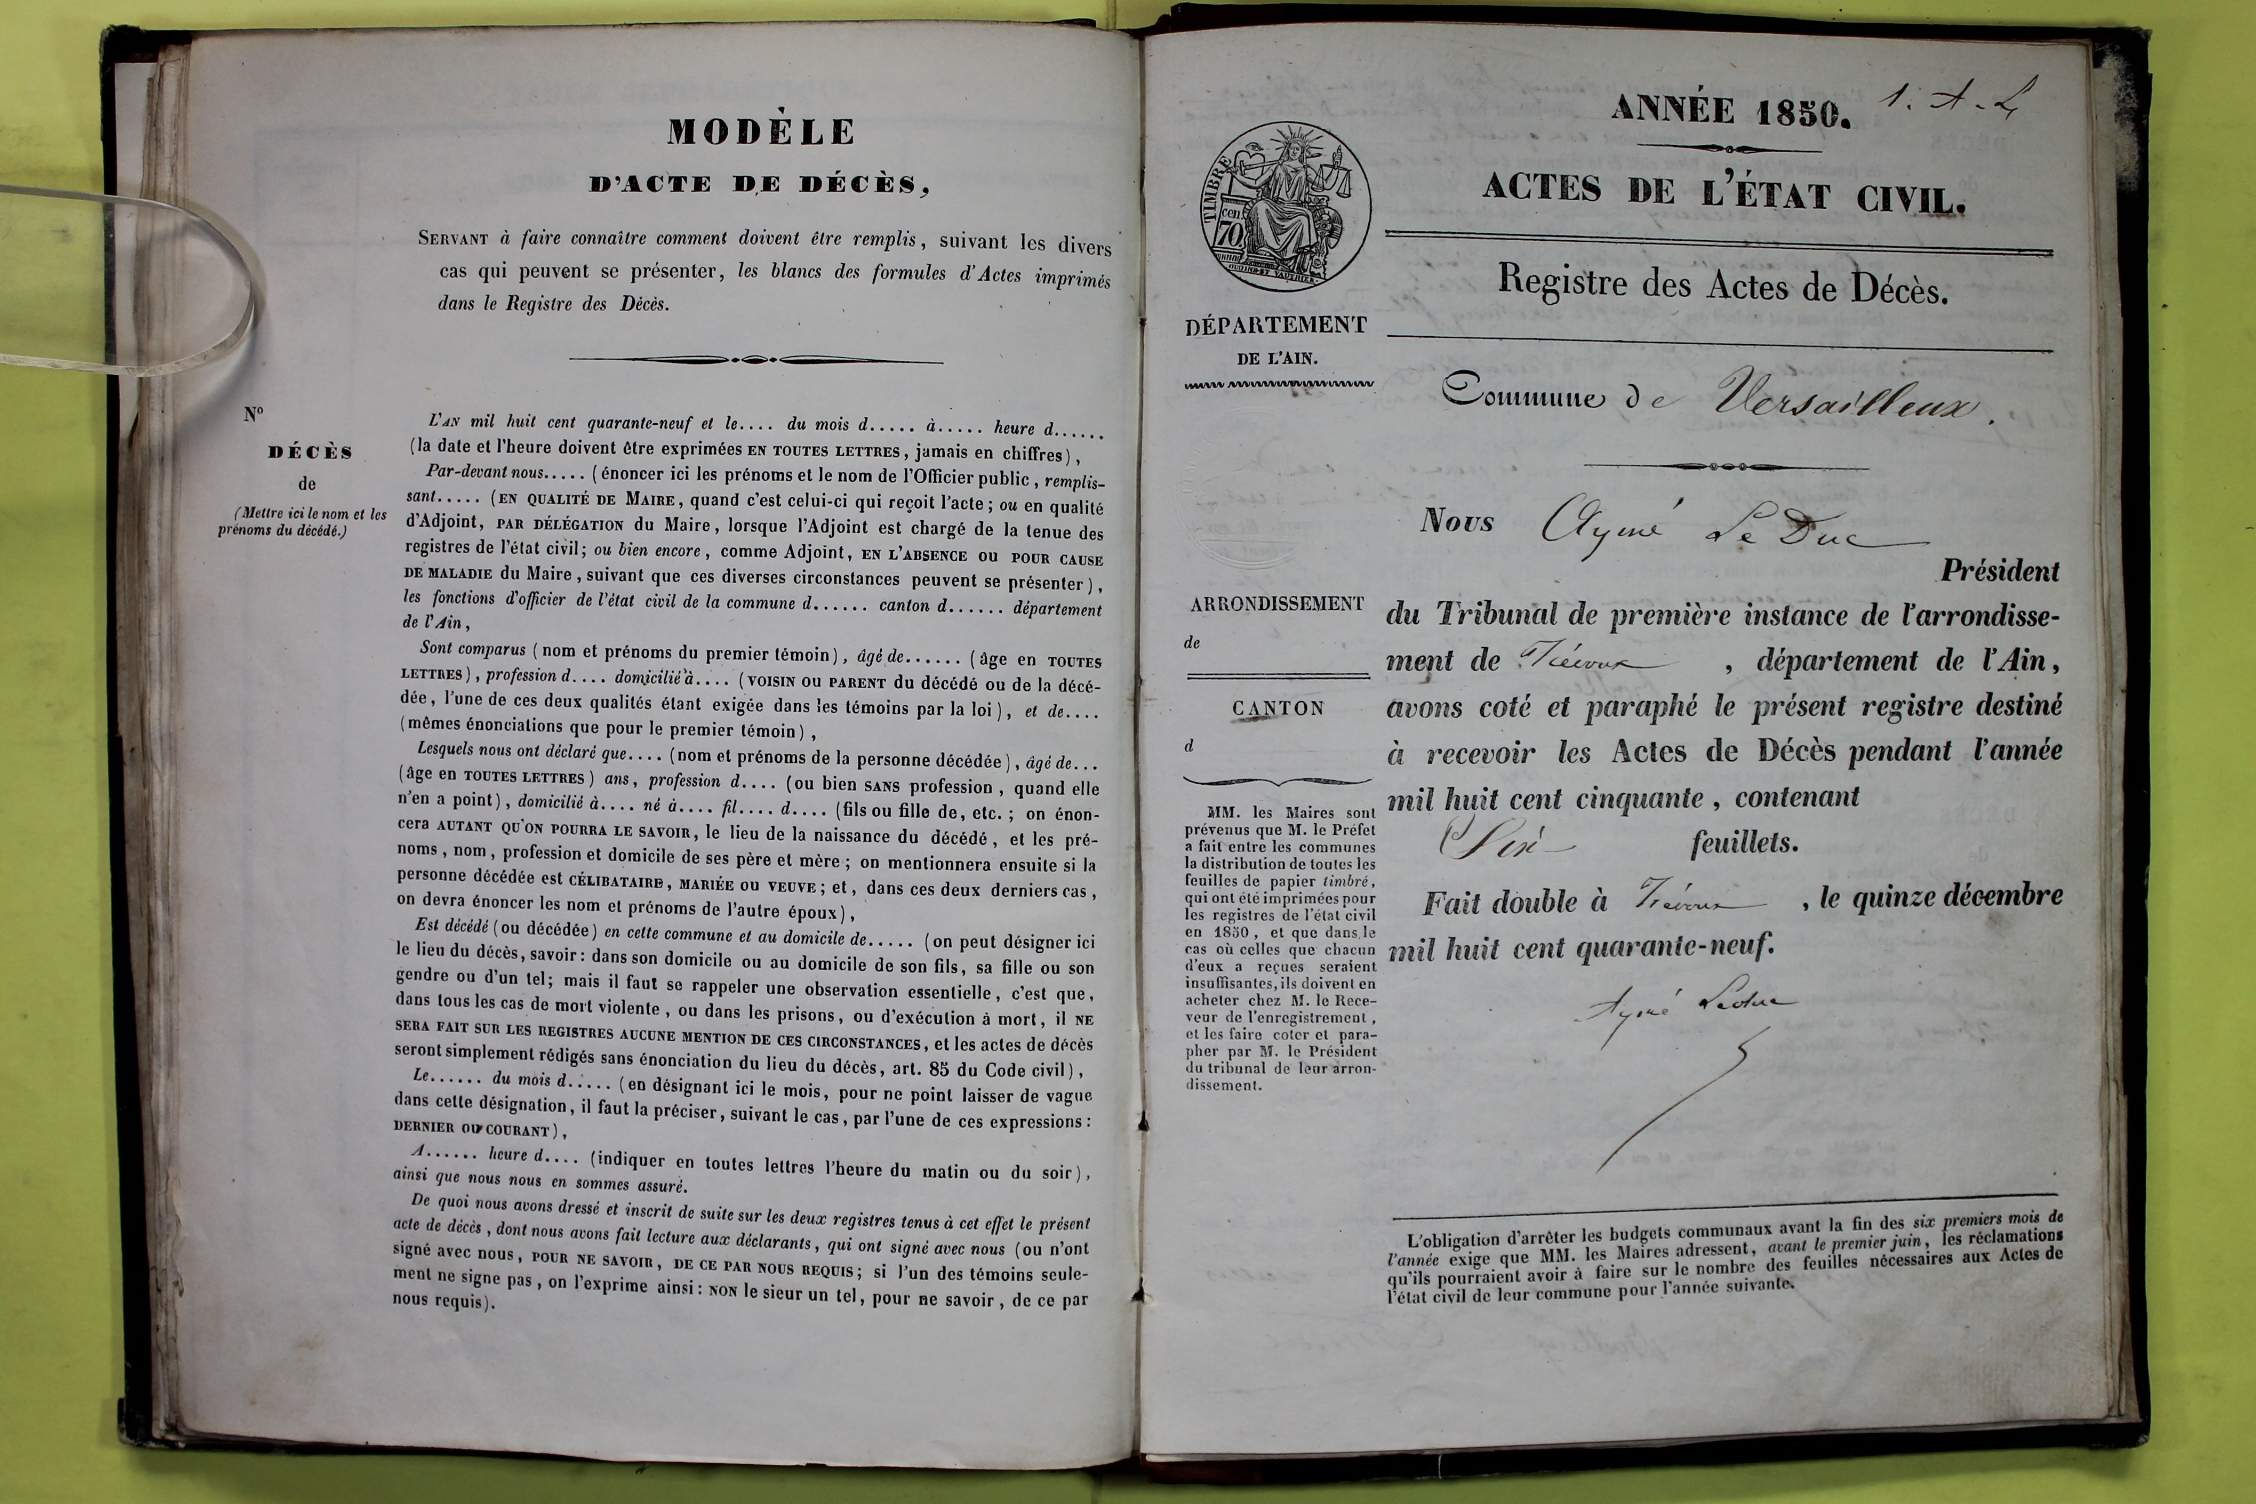 MODÈLE
D'ACTE DE DÉCÈS,
SERVANT à faire connaître comment doivent être remplis, suivant les divers
cas qui peuvent se présenter, les blancs des formules d'Actes imprimés
dans le Registre des Décès.
No
DÉCÈS
de
(Mettre ici le nom et les
prénoms du décédé.)
L'AN mil huit cent quarante-neuf et le.... du mois d..... à..... heure d......
(la date et l'heure doivent être exprimées EN TOUTES LETTRES, jamais en chiffres),
Par-devant nous..... (énoncer ici les prénoms et le nom de l'Officier public, remplis-
sant..... (EN QUALITÉ DE MAIRE, quand c'est celui-ci qui reçoit l'acte; ou en qualité
d'Adjoint, PAR DÉLÉGATION du Maire, lorsque l'Adjoint est chargé de la tenue des
registres de l'état civil; ou bien encore, comme Adjoint, EN L'ABSENCE OU POUR CAUSE
DE MALADIE du Maire, suivant que ces diverses circonstances peuvent se présenter),
les fonctions d'officier de l'état civil de la commune d...... canton d...... département
de l'Ain,
Sont comparus (nom et prénoms du premier témoin), âgé de...... (âge en TOUTES
LETTRES), profession d.... domicilié à.... (VOISIN OU PARENT du décédé ou de la décé-
dée, l'une de ces deux qualités étant exigée dans les témoins par la loi), et de....
(mêmes énonciations que pour le premier témoin),
Lesquels nous ont déclaré que.... (nom et prénoms de la personne décédée), âgé de...
(âge en TOUTES LETTRES) ans, profession d.... (ou bien SANS profession, quand elle
n'en a point), domicilié à.... né à.... fil.... d.... (fils ou fille de, etc.; on énon-
cera AUTANT QU'ON POURRA LE SAVOIR, le lieu de la naissance du décédé, et les pré-
noms, nom, profession et domicile de ses père et mère; on mentionnera ensuite si la
personne décédée est CÉLIBATAIRE, MARIÉE OU VEUVE; et, dans ces deux derniers cas,
on devra énoncer les nom et prénoms de l'autre époux),
Est décédé (ou décédée) en cette commune et au domicile de..... (on peut désigner ici
le lieu du décès, savoir: dans son domicile ou au domicile de son fils, sa fille ou son
gendre ou d'un tel; mais il faut se rappeler une observation essentielle, c'est que,
dans tous les cas de mort violente, ou dans les prisons, ou d'exécution à mort, il NE
SERA FAIT SUR LES REGISTRES AUCUNE MENTION DE CES CIRCONSTANCES, et les actes de décès
seront simplement rédigés sans énonciation du lieu du décès, art. 85 du Code civil),
Le...... du mois d..... (en désignant ici le mois, pour ne point laisser de vague
dans cette désignation, il faut la préciser, suivant le cas, par l'une de ces expressions:
DERNIER OU COURANT),
A...... heure d.... (indiquer en toutes lettres l'heure du matin ou du soir),
ainsi que nous nous en sommes assuré.
De quoi nous avons dressé et inscrit de suite sur les deux registres tenus à cet effet le présent
acte de décès, dont nous avons fait lecture aux déclarants, qui ont signé avec nous (ou n'ont
signé avec nous, POUR NE SAVOIR, DE CE PAR NOUS REQUIS; si l'un des témoins seule-
ment ne signe pas, on l'exprime ainsi: NON le sieur un tel, pour ne savoir, de ce par
nous requis).
ANNÉE 1850.
1. A. L
ACTES DE L'ÉTAT CIVIL.
Registre des Actes de Décès.
TIMBRE
70 cen.
DÉPARTEMENT
DE L'AIN.
Commune de Versailleux.
Nous Aymé Le Duc
Président
du Tribunal de première instance de l'arrondisse-
ment de Trévoux, département de l'Ain,
avons coté et paraphé le présent registre destiné
à recevoir les Actes de Décès pendant l'année
mil huit cent cinquante, contenant
Six feuillets.
Fait double à Trévoux, le quinze décembre
mil huit cent quarante-neuf.
Aymé Leduc
ARRONDISSEMENT
de
CANTON
d
MM. les Maires sont
prévenus que M. le Préfet
a fait entre les communes
la distribution de toutes les
feuilles de papier timbré,
qui ont été imprimées pour
les registres de l'état civil
en 1850, et que dans le
cas où celles que chacun
d'eux a reçues seraient
insuffisantes, ils doivent en
acheter chez M. le Rece-
veur de l'enregistrement,
et les faire coter et para-
pher par M. le Président
du tribunal de leur arron-
dissement.
L'obligation d'arrêter les budgets communaux avant la fin des six premiers mois de
l'année exige que MM. les Maires adressent, avant le premier juin, les réclamations
qu'ils pourraient avoir à faire sur le nombre des feuilles nécessaires aux Actes de
l'état civil de leur commune pour l'année suivante.